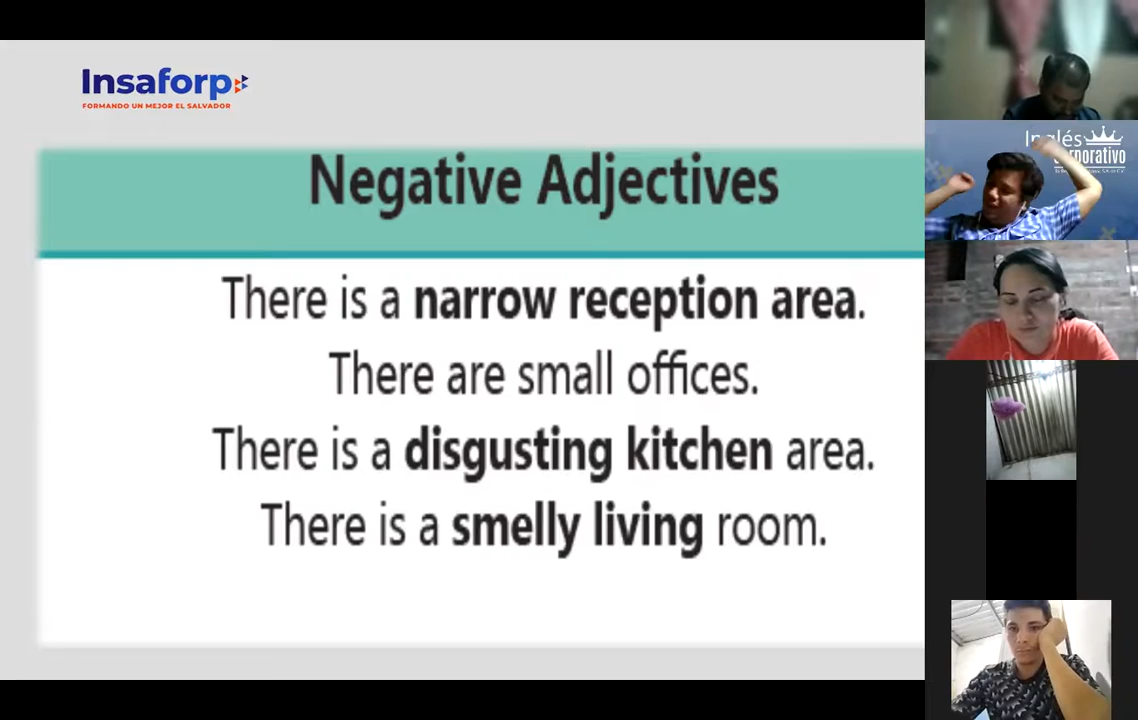 Insaforp
FORMANDO UN MEJOR EL SALVADOR
Negative Adjectives
There is a narrow reception area.
There are small offices.
There is a disgusting kitchen area.
There is a smelly living room.
Inglés